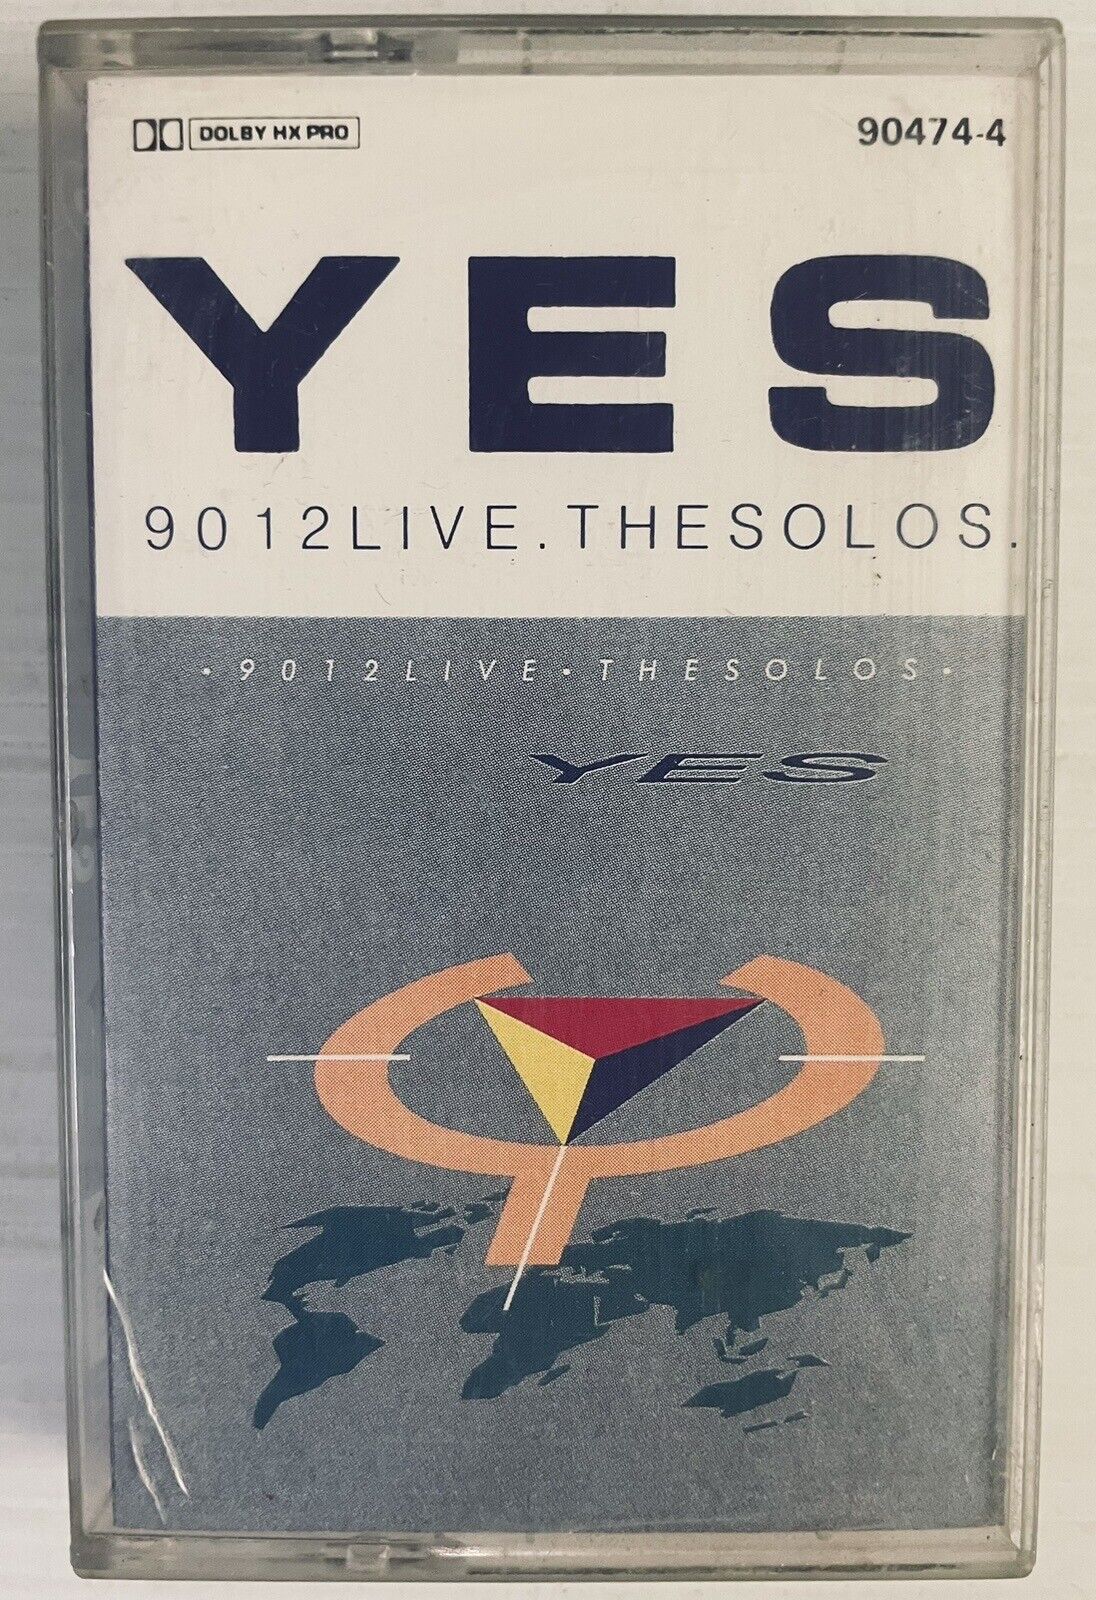 DOLBY HX PRO
90474-4
YES
9012LIVE.THESOLOS.
•9012LIVE•THESOLOS•
YES